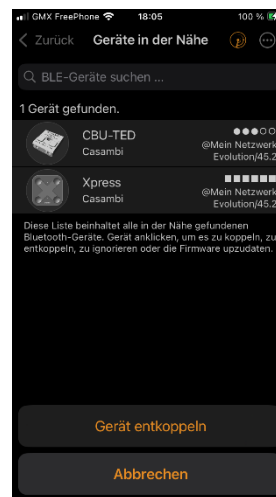 GMX FreePhone 18:05 100 %
Zurück Geräte in der Nähe
BLE-Geräte suchen ...
1 Gerät gefunden.
CBU-TED
Casambi
@Mein Netzwerk
Evolution/45.2
Xpress
Casambi
@Mein Netzwerk
Evolution/45.2
Diese Liste beinhaltet alle in der Nähe gefundenen
Bluetooth-Geräte. Gerät anklicken, um es zu koppeln, zu
entkoppeln, zu ignorieren oder die Firmware upzudaten.
Gerät entkoppeln
Abbrechen